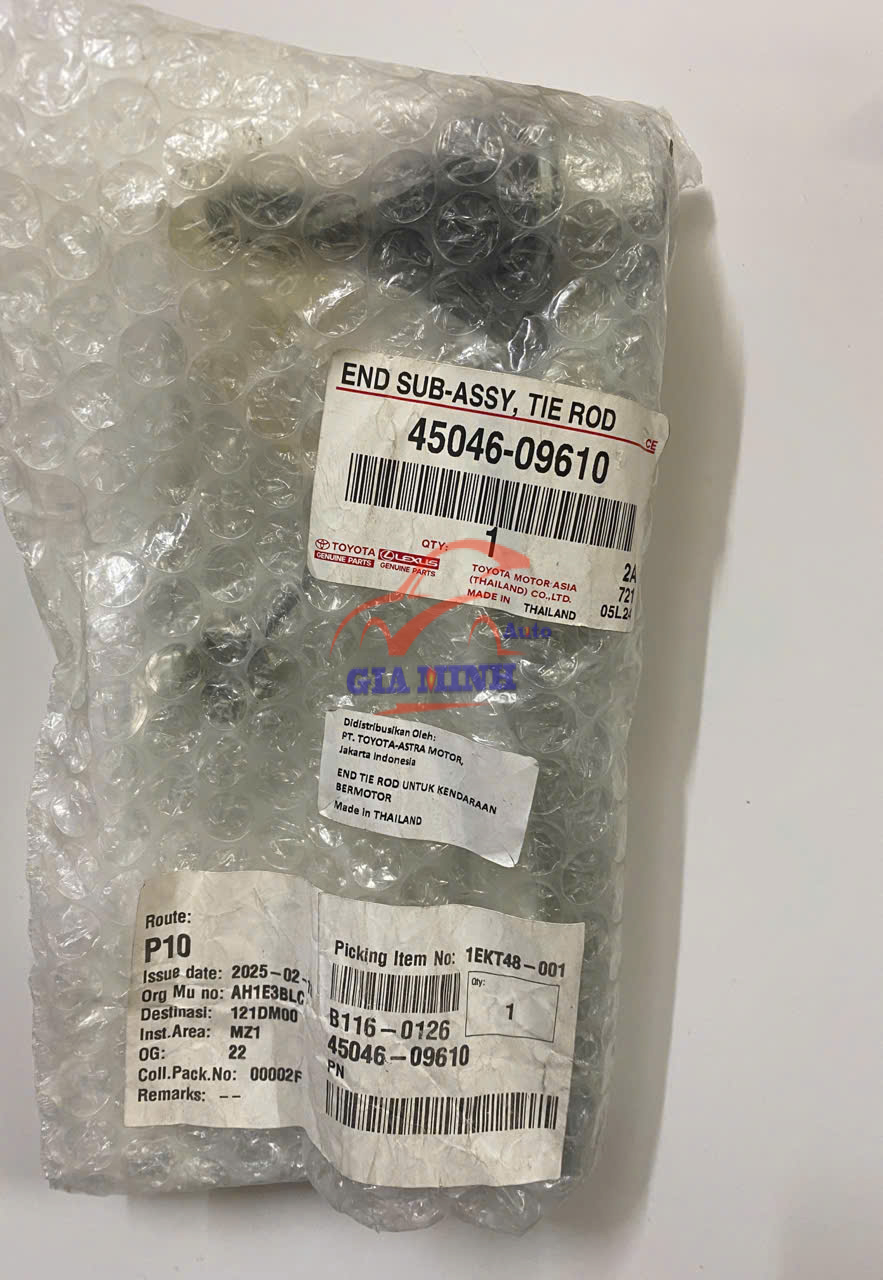 END SUB-ASSY, TIE ROD
CE
45046-09610
QTY: 1
TOYOTA
GENUINE PARTS
LEXUS
GENUINE PARTS
TOYOTA MOTOR ASIA
(THAILAND) CO.,LTD.
MADE IN THAILAND
2A
721
05L24
Auto
GIA MINH
Didistribusikan Oleh:
PT. TOYOTA-ASTRA MOTOR,
Jakarta Indonesia
END TIE ROD UNTUK KENDARAAN
BERMOTOR
Made in THAILAND
Route:
P10
Issue date: 2025-02-
Org Mu no: AH1E3BLC
Destinasi: 121DM00
Inst.Area: MZ1
OG: 22
Coll.Pack.No: 00002F
Remarks: --
Picking Item No: 1EKT48-001
Qty:
1
B116-0126
45046-09610
PN